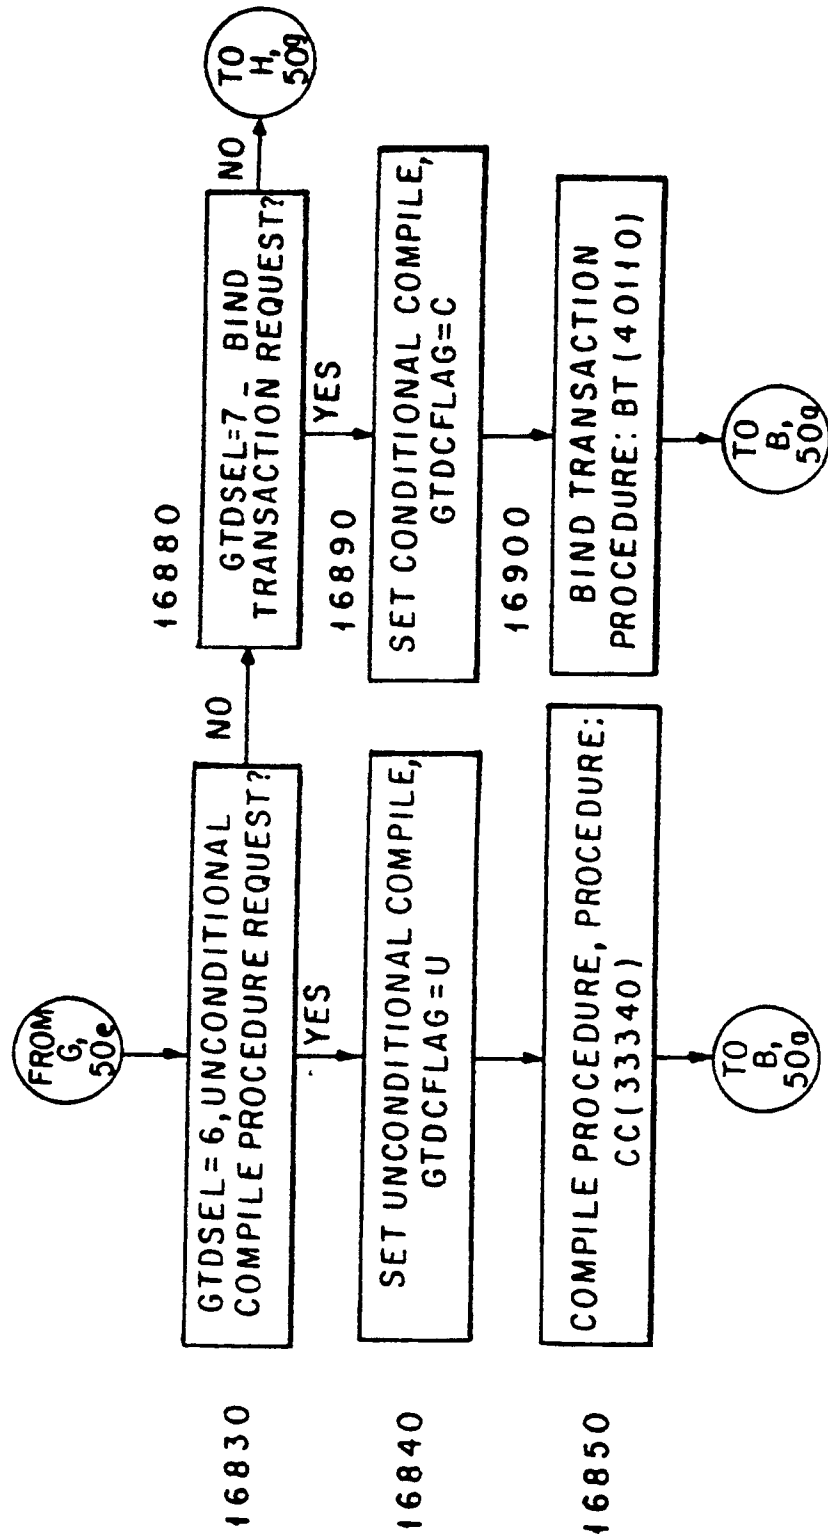 FROM
G,
50e
16830
GTDSEL=6, UNCONDITIONAL
COMPILE PROCEDURE REQUEST?
NO
YES
16840
SET UNCONDITIONAL COMPILE,
GTDCFLAG=U
16850
COMPILE PROCEDURE, PROCEDURE:
CC(33340)
TO
B,
50a
16880
GTDSEL=7_ BIND
TRANSACTION REQUEST?
NO
TO
H,
50g
YES
16890
SET CONDITIONAL COMPILE,
GTDCFLAG=C
16900
BIND TRANSACTION
PROCEDURE: BT(40110)
TO
B,
50a